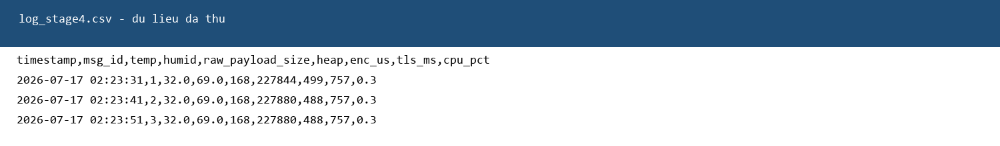 log_stage4.csv - du lieu da thu
timestamp,msg_id,temp,humid,raw_payload_size,heap,enc_us,tls_ms,cpu_pct
2026-07-17 02:23:31,1,32.0,69.0,168,227844,499,757,0.3
2026-07-17 02:23:41,2,32.0,69.0,168,227880,488,757,0.3
2026-07-17 02:23:51,3,32.0,69.0,168,227880,488,757,0.3